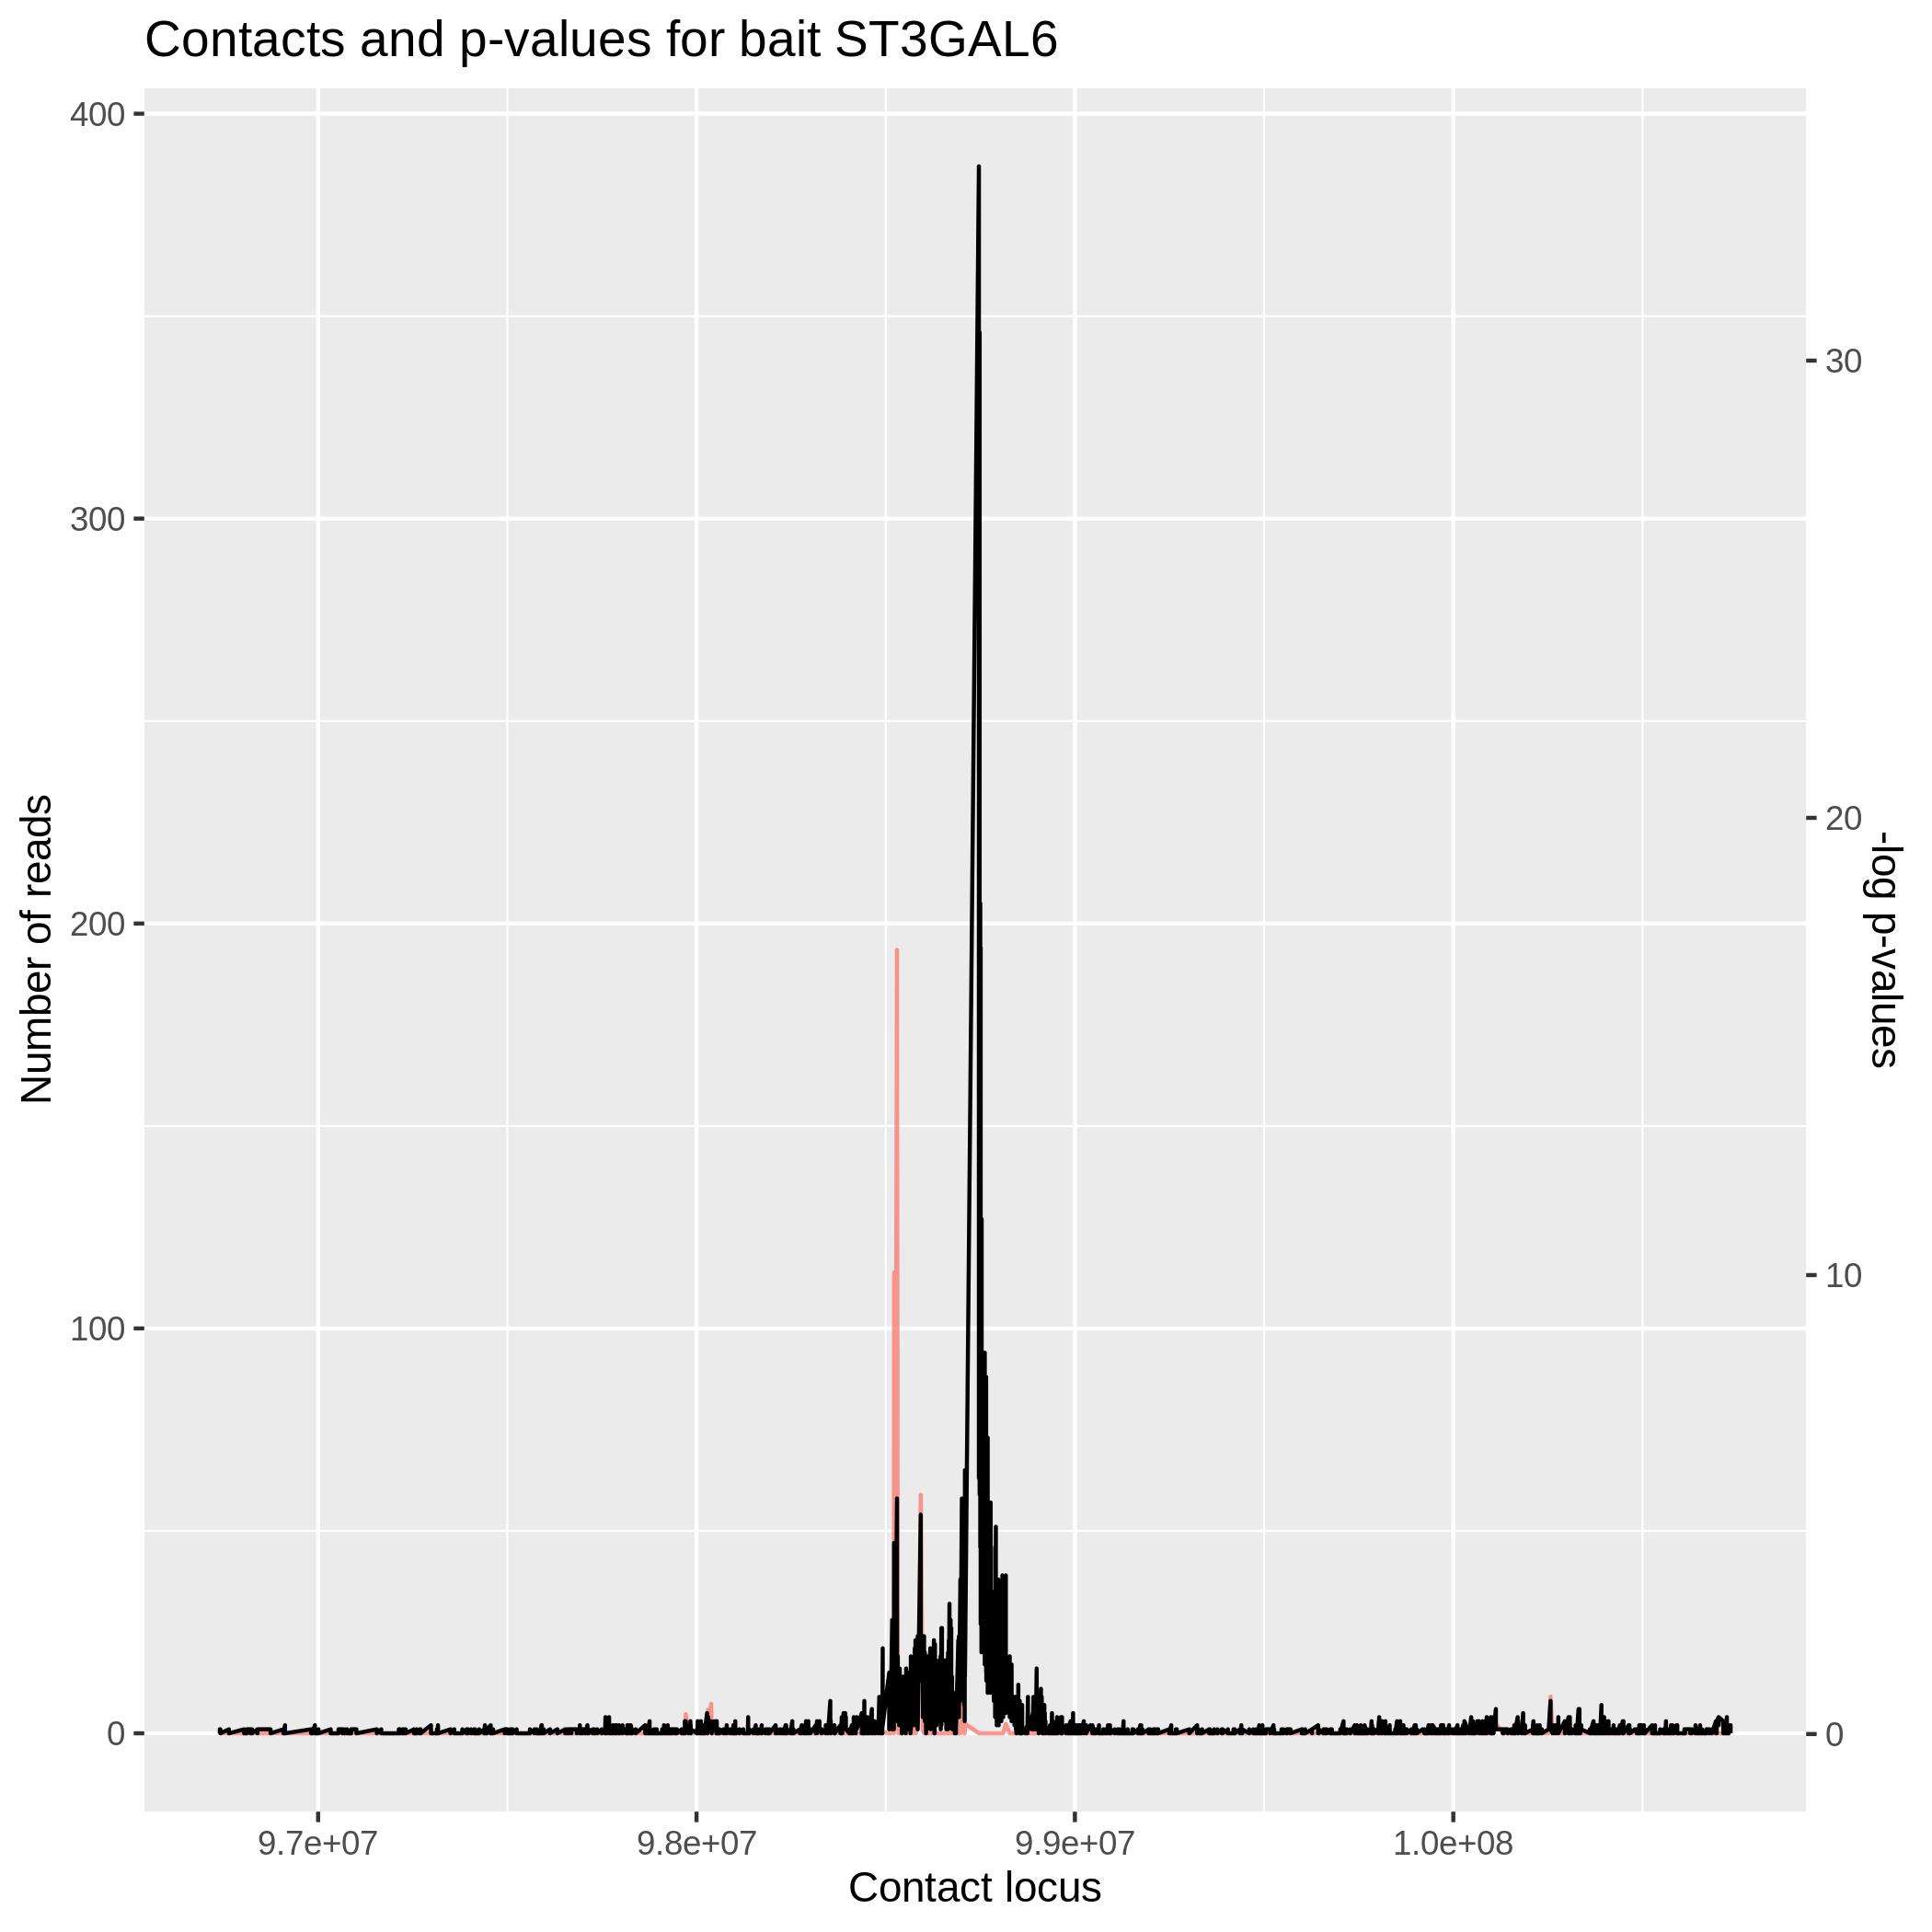 Contacts and p-values for bait ST3GAL6
400
300
200
100
0
Number of reads
30
20
10
0
-log p-values
9.7e+07
9.8e+07
9.9e+07
1.0e+08
Contact locus